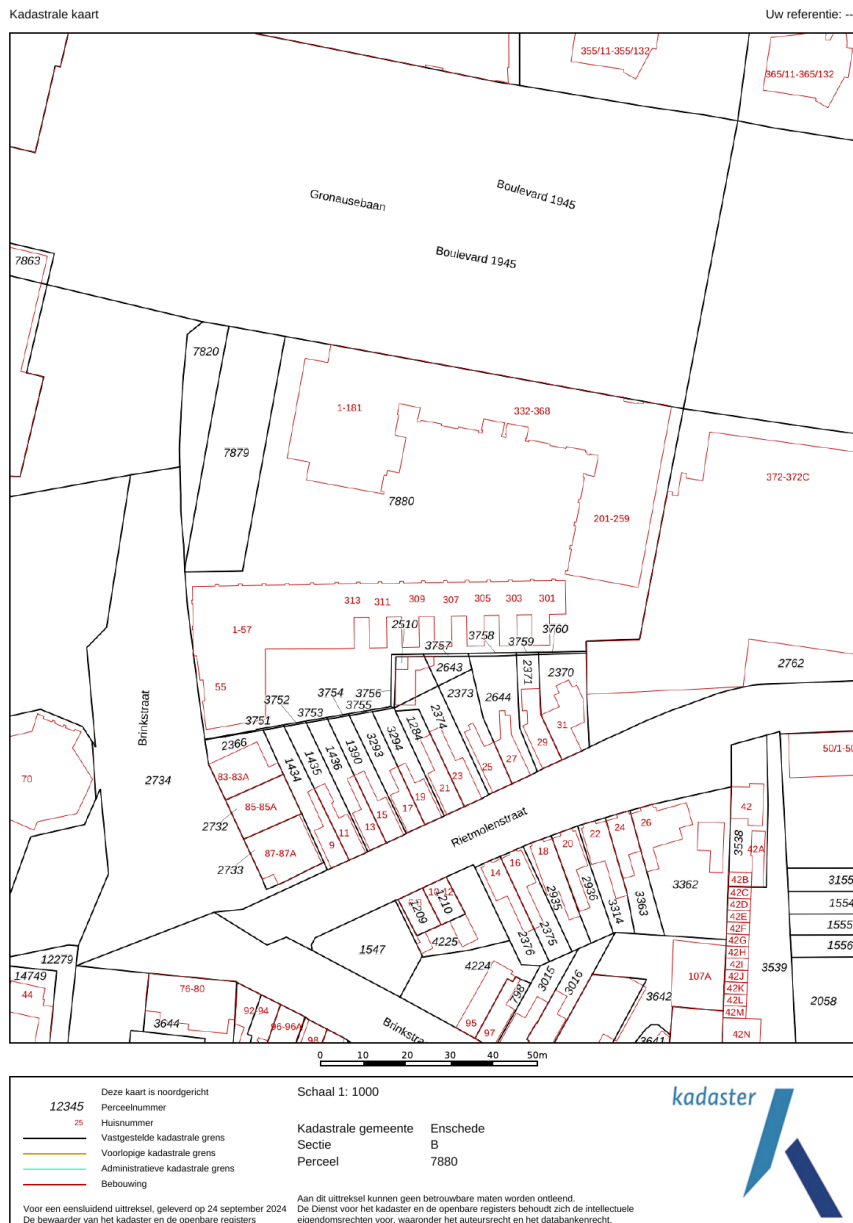 Kadastrale kaart
Uw referentie: --
355/11-355/132
365/11-365/132
Gronausebaan
Boulevard 1945
Boulevard 1945
7863
7820
7879
1-181
332-368
7880
201-259
372-372C
313
311
309
307
305
303
301
2510
1-57
55
3757
3758
3759
3760
2643
2371
2370
2762
3751
3752
3753
3754
3755
3756
2373
2644
2374
1284
2366
1434
1435
1436
1390
3293
3294
31
29
27
25
23
21
19
17
15
13
11
9
83-83A
85-85A
87-87A
2732
2733
Brinkstraat
2734
70
Rietmolenstraat
50/1-50
42
3538
42A
42B
42C
42D
42E
42F
42G
42H
42I
42J
42K
42L
42M
42N
3155
1554
1555
1556
3539
2058
14
16
18
20
22
24
26
2376
2375
2935
2936
3314
3363
3362
1209
1210
4225
1547
4224
798
3015
3016
95
97
107A
3642
3641
12279
14749
44
76-80
3644
92-94
96-96A
98
Brinkstra
0 10 20 30 40 50m
Deze kaart is noordgericht
12345 Perceelnummer
25 Huisnummer
Vastgestelde kadastrale grens
Voorlopige kadastrale grens
Administratieve kadastrale grens
Bebouwing
Voor een eensluidend uittreksel, geleverd op 24 september 2024
De bewaarder van het kadaster en de openbare registers
Schaal 1: 1000
Kadastrale gemeente Enschede
Sectie B
Perceel 7880
Aan dit uittreksel kunnen geen betrouwbare maten worden ontleend.
De Dienst voor het kadaster en de openbare registers behoudt zich de intellectuele
eigendomsrechten voor, waaronder het auteursrecht en het databankenrecht.
kadaster